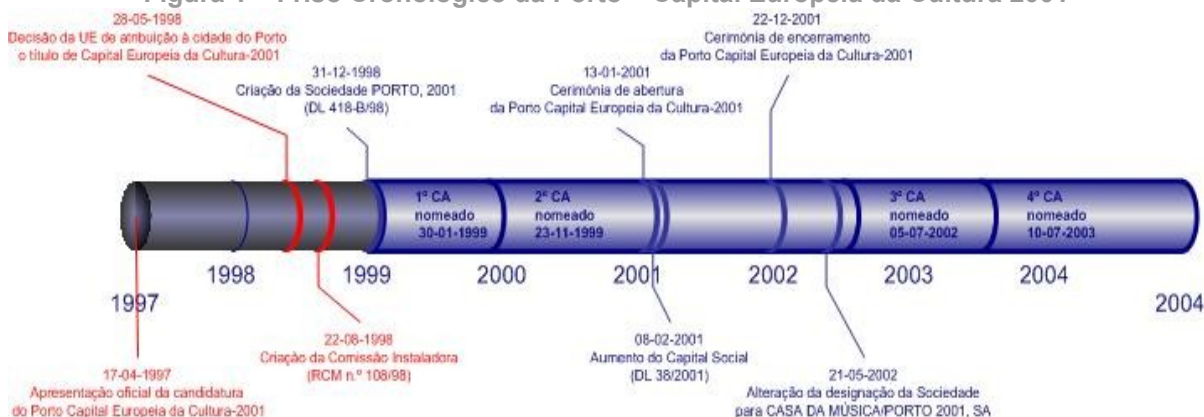 Figura 1 – Friso Cronológico da Porto – Capital Europeia da Cultura 2001
28-05-1998
Decisão da UE de atribuição à cidade do Porto
o título de Capital Europeia da Cultura-2001
31-12-1998
Criação da Sociedade PORTO, 2001
(DL 418-B/98)
13-01-2001
Cerimónia de abertura
da Porto Capital Europeia da Cultura-2001
22-12-2001
Cerimónia de encerramento
da Porto Capital Europeia da Cultura-2001
1º CA
nomeado
30-01-1999
2º CA
nomeado
23-11-1999
3º CA
nomeado
05-07-2002
4º CA
nomeado
10-07-2003
1997
1998
1999
2000
2001
2002
2003
2004
2004
17-04-1997
Apresentação oficial da candidatura
do Porto Capital Europeia da Cultura-2001
22-08-1998
Criação da Comissão Instaladora
(RCM n.º 108/98)
08-02-2001
Aumento do Capital Social
(DL 38/2001)
21-05-2002
Alteração da designação da Sociedade
para CASA DA MÚSICA/PORTO 2001, SA